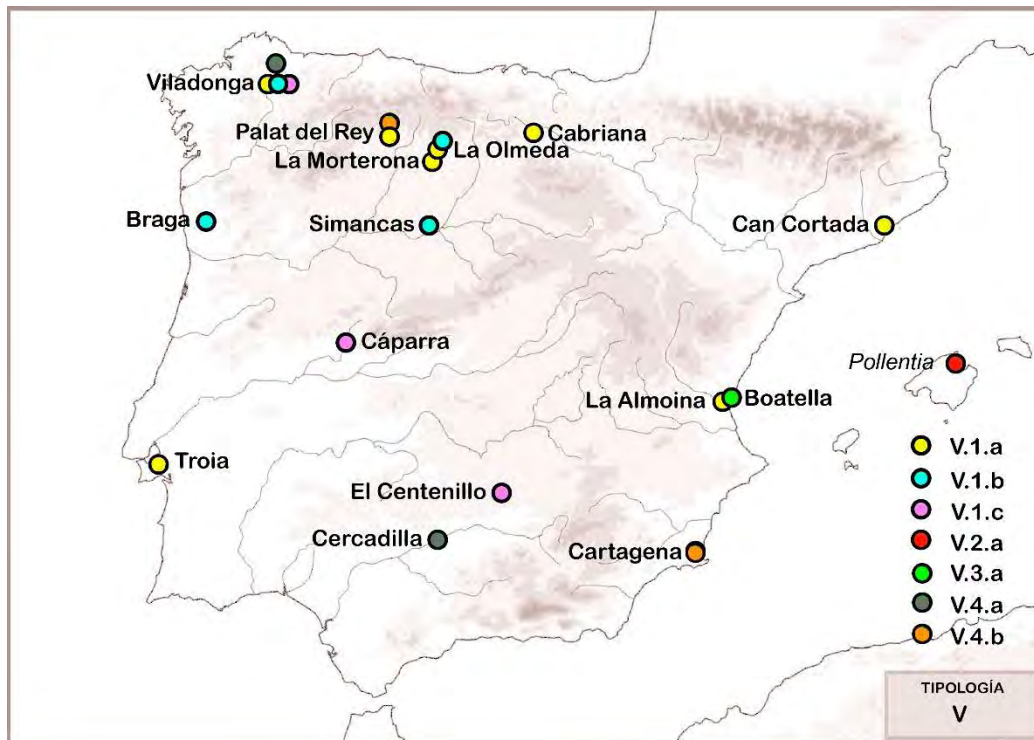 Viladonga
Palat del Rey
Cabriana
La Olmeda
La Morterona
Braga
Simancas
Can Cortada
Cáparra
Pollentia
La Almoina
Boatella
Troia
El Centenillo
Cercadilla
Cartagena
V.1.a
V.1.b
V.1.c
V.2.a
V.3.a
V.4.a
V.4.b
TIPOLOGÍA
V